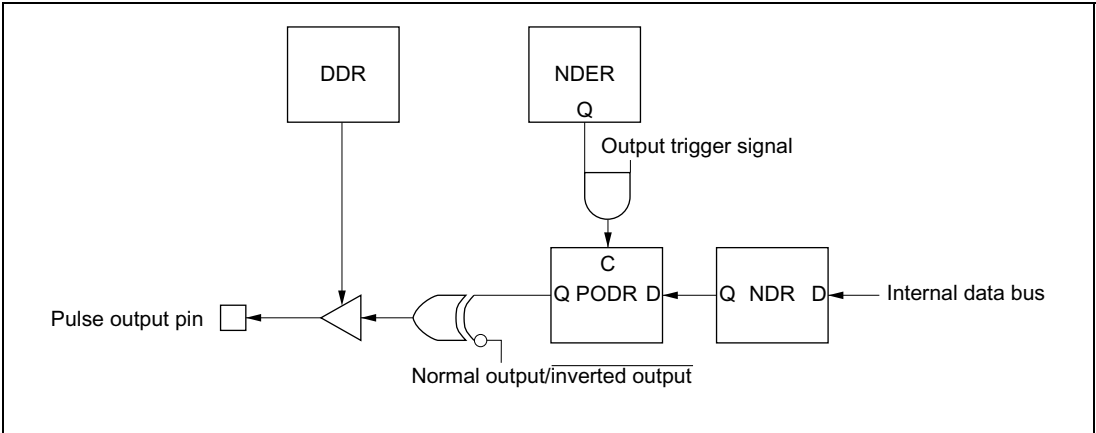 DDR
NDER
Q
Output trigger signal
C
Q PODR D
Q NDR D
Internal data bus
Pulse output pin
Normal output/inverted output